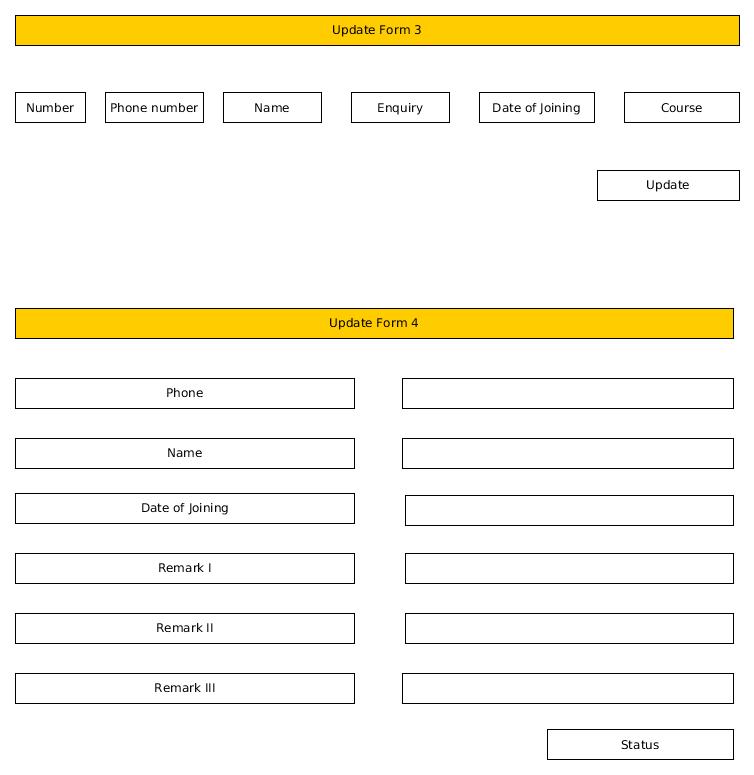 Update Form 3
Number Phone number Name Enquiry Date of Joining Course
Update
Update Form 4
Phone
Name
Date of Joining
Remark I
Remark II
Remark III
Status